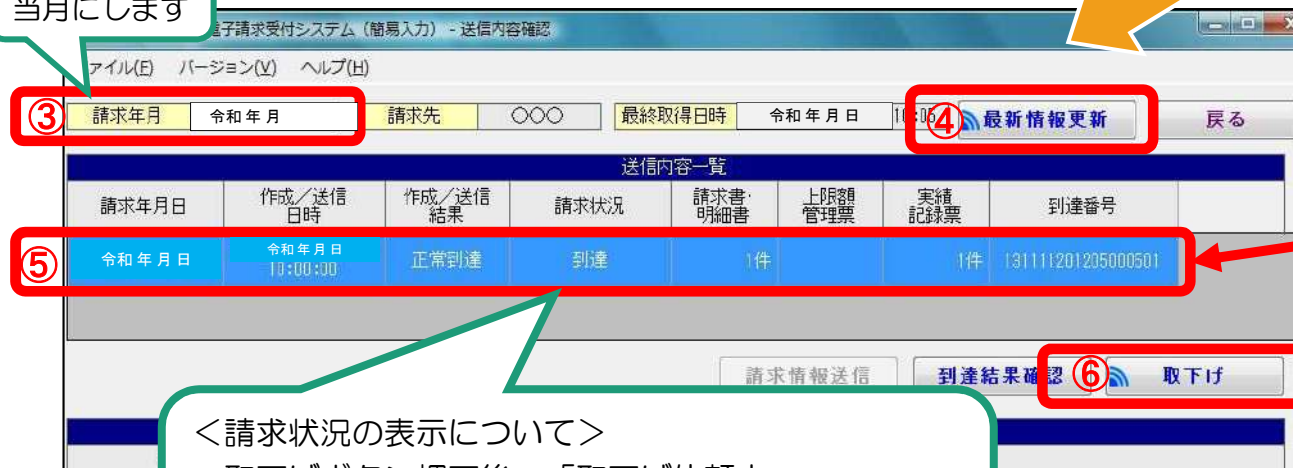 当月にします
電子請求受付システム（簡易入力） - 送信内容確認
ァイル(F) バージョン(V) ヘルプ(H)
③ 請求年月 令和 年 月 請求先 〇〇〇 最終取得日時 令和 年 月 日 ④ 最新情報更新 戻る
送信内容一覧
請求年月日 作成／送信日時 作成／送信結果 請求状況 請求書・明細書 上限額管理票 実績記録票 到達番号
⑤ 令和 年 月 日 令和 年 月 日 10:00:00 正常到達 到達 1件 1件 131111201205000501
請求情報送信 到達結果確認 ⑥ 取下げ
＜請求状況の表示について＞